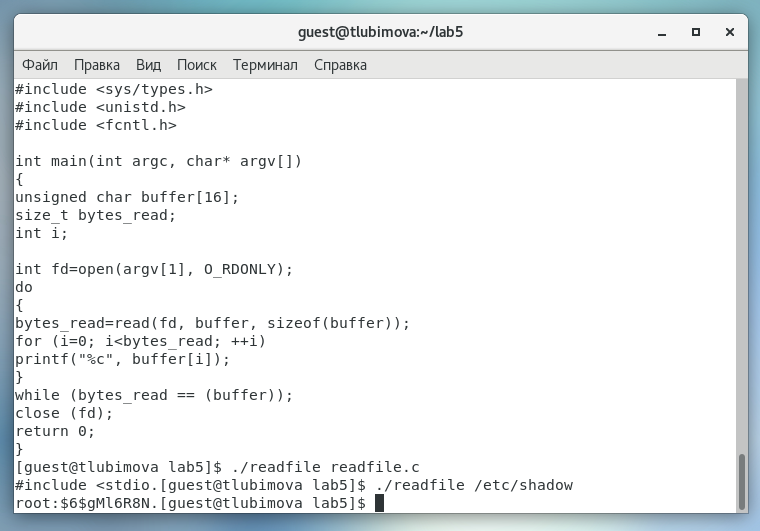 guest@tlubimova:~/lab5
Файл Правка Вид Поиск Терминал Справка
#include <sys/types.h>
#include <unistd.h>
#include <fcntl.h>
int main(int argc, char* argv[])
{
unsigned char buffer[16];
size_t bytes_read;
int i;
int fd=open(argv[1], O_RDONLY);
do
{
bytes_read=read(fd, buffer, sizeof(buffer));
for (i=0; i<bytes_read; ++i)
printf("%c", buffer[i]);
}
while (bytes_read == (buffer));
close (fd);
return 0;
}
[guest@tlubimova lab5]$ ./readfile readfile.c
#include <stdio.[guest@tlubimova lab5]$ ./readfile /etc/shadow
root:$6$gMl6R8N.[guest@tlubimova lab5]$